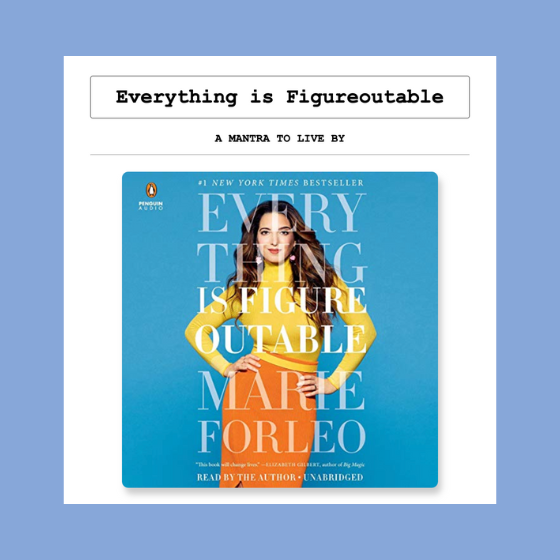 Everything is Figureoutable
A MANTRA TO LIVE BY
PENGUIN
AUDIO
#1 NEW YORK TIMES BESTSELLER
EVERY
THING
IS FIGURE
OUTABLE
MARIE
FORLEO
"This book will change lives" —ELIZABETH GILBERT, author of Big Magic
READ BY THE AUTHOR • UNABRIDGED